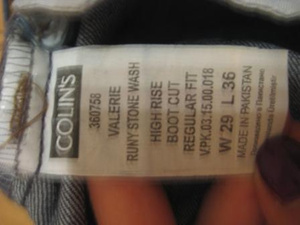 COLIN'S
360758
VALERIE
RUNY STONE WASH
HIGH RISE
BOOT CUT
REGULAR FIT
VPK.03.15.00.018
W 29 L 36
MADE IN PAKISTAN